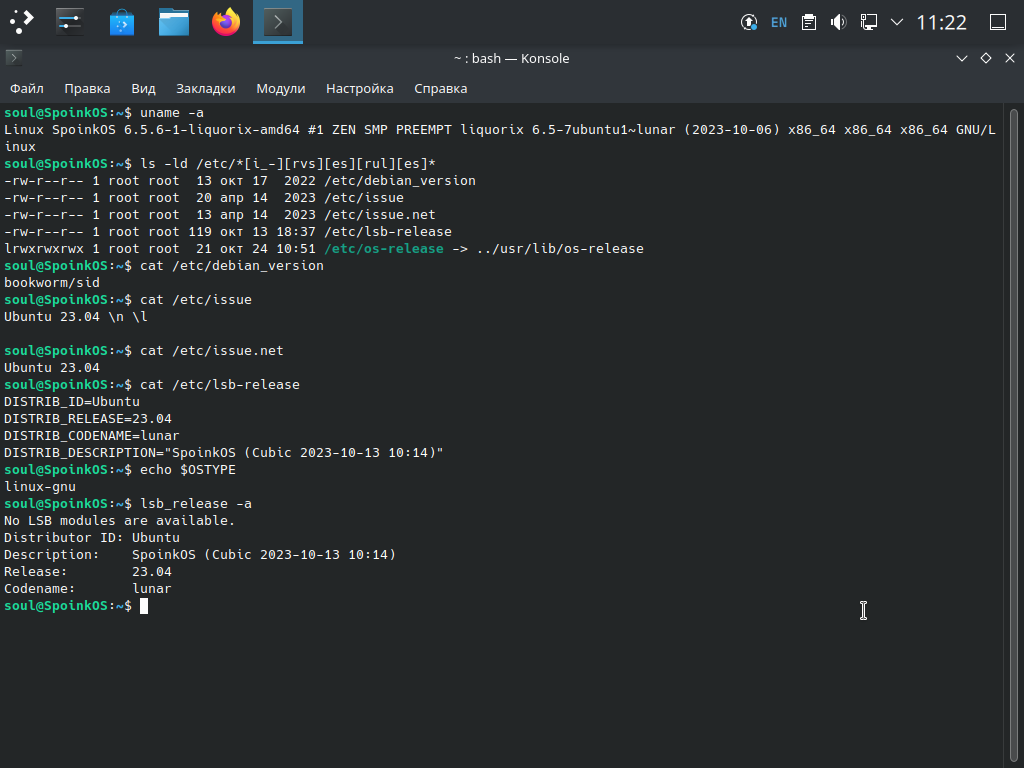 EN
11:22
~ : bash — Konsole
Файл Правка Вид Закладки Модули Настройка Справка
soul@SpoinkOS:~$ uname -a
Linux SpoinkOS 6.5.6-1-liquorix-amd64 #1 ZEN SMP PREEMPT liquorix 6.5-7ubuntu1~lunar (2023-10-06) x86_64 x86_64 x86_64 GNU/L
inux
soul@SpoinkOS:~$ ls -ld /etc/*[i_-][rvs][es][rul][es]*
-rw-r--r-- 1 root root  13 окт 17  2022 /etc/debian_version
-rw-r--r-- 1 root root  20 апр 14  2023 /etc/issue
-rw-r--r-- 1 root root  13 апр 14  2023 /etc/issue.net
-rw-r--r-- 1 root root 119 окт 13 18:37 /etc/lsb-release
lrwxrwxrwx 1 root root  21 окт 24 10:51 /etc/os-release -> ../usr/lib/os-release
soul@SpoinkOS:~$ cat /etc/debian_version
bookworm/sid
soul@SpoinkOS:~$ cat /etc/issue
Ubuntu 23.04 \n \l
soul@SpoinkOS:~$ cat /etc/issue.net
Ubuntu 23.04
soul@SpoinkOS:~$ cat /etc/lsb-release
DISTRIB_ID=Ubuntu
DISTRIB_RELEASE=23.04
DISTRIB_CODENAME=lunar
DISTRIB_DESCRIPTION="SpoinkOS (Cubic 2023-10-13 10:14)"
soul@SpoinkOS:~$ echo $OSTYPE
linux-gnu
soul@SpoinkOS:~$ lsb_release -a
No LSB modules are available.
Distributor ID: Ubuntu
Description:    SpoinkOS (Cubic 2023-10-13 10:14)
Release:        23.04
Codename:       lunar
soul@SpoinkOS:~$